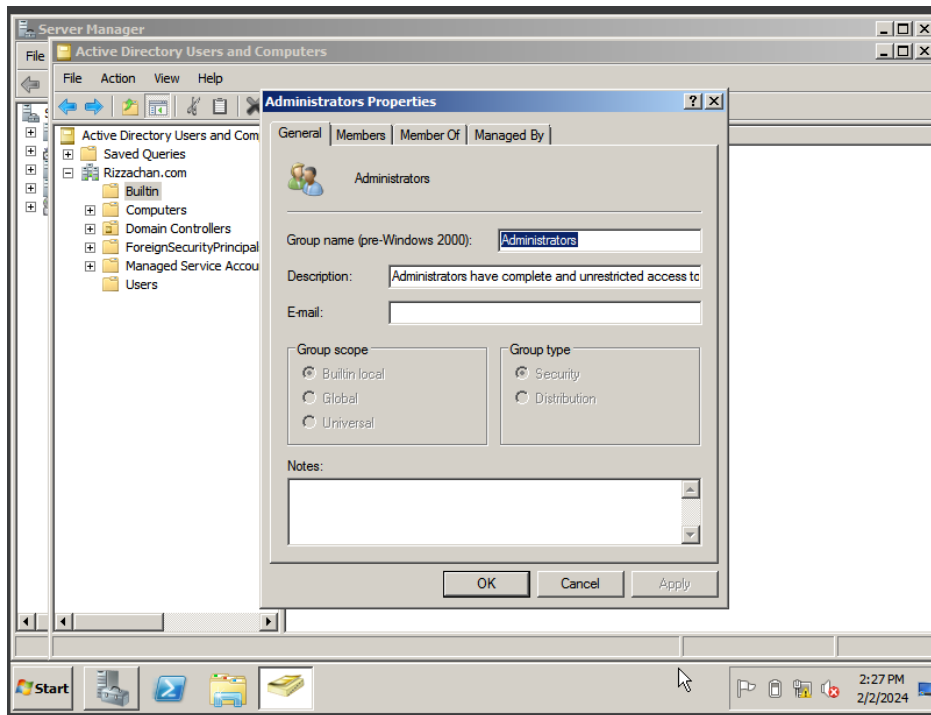 Server Manager
File
Active Directory Users and Computers
File Action View Help
Administrators Properties
General Members Member Of Managed By
Administrators
Group name (pre-Windows 2000): Administrators
Description: Administrators have complete and unrestricted access to
E-mail:
Group scope
Builtin local
Global
Universal
Group type
Security
Distribution
Notes:
OK Cancel Apply
Active Directory Users and Com
Saved Queries
Rizzachan.com
Builtin
Computers
Domain Controllers
ForeignSecurityPrincipal
Managed Service Accou
Users
Start
2:27 PM
2/2/2024